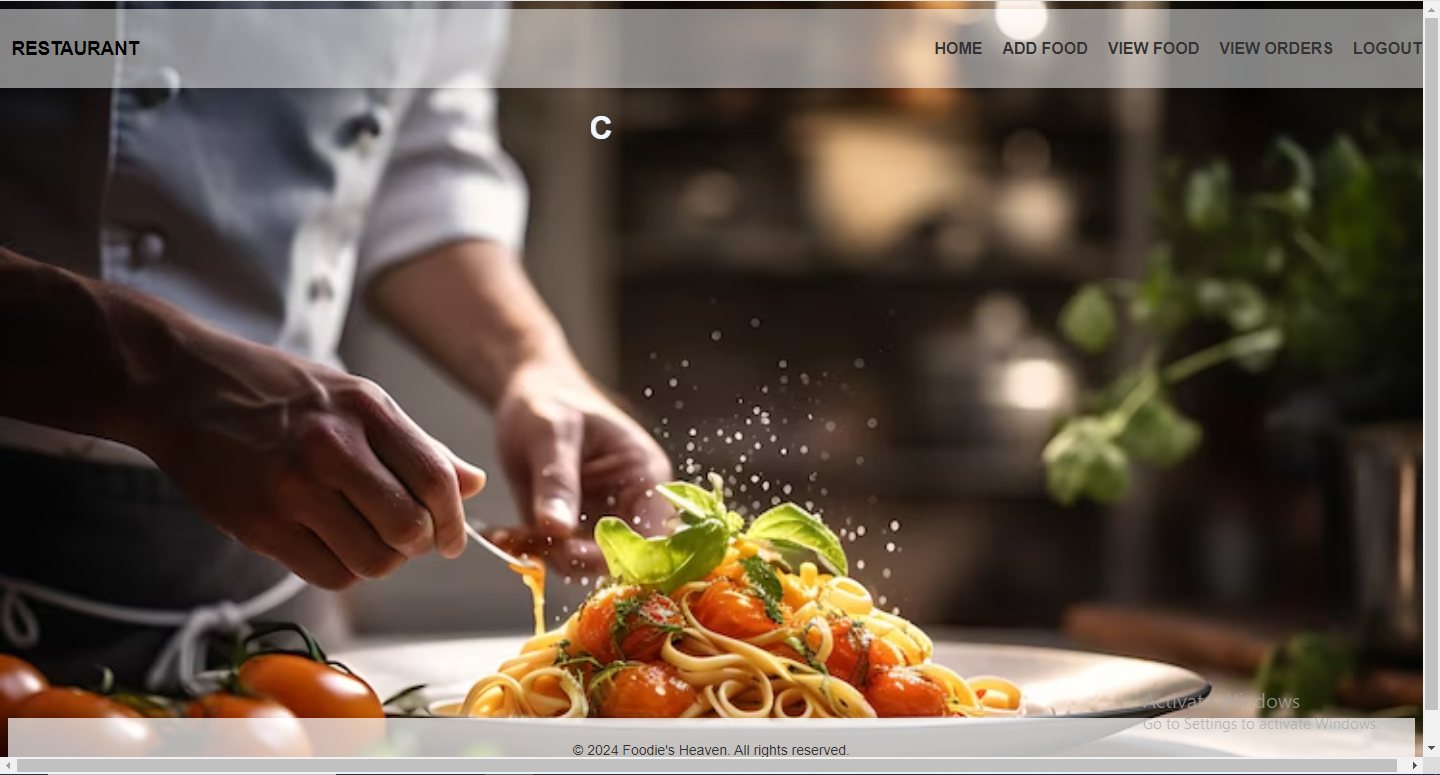 RESTAURANT HOME ADD FOOD VIEW FOOD VIEW ORDERS LOGOUT
C
Activate Windows
Go to Settings to activate Windows.
© 2024 Foodie's Heaven. All rights reserved.